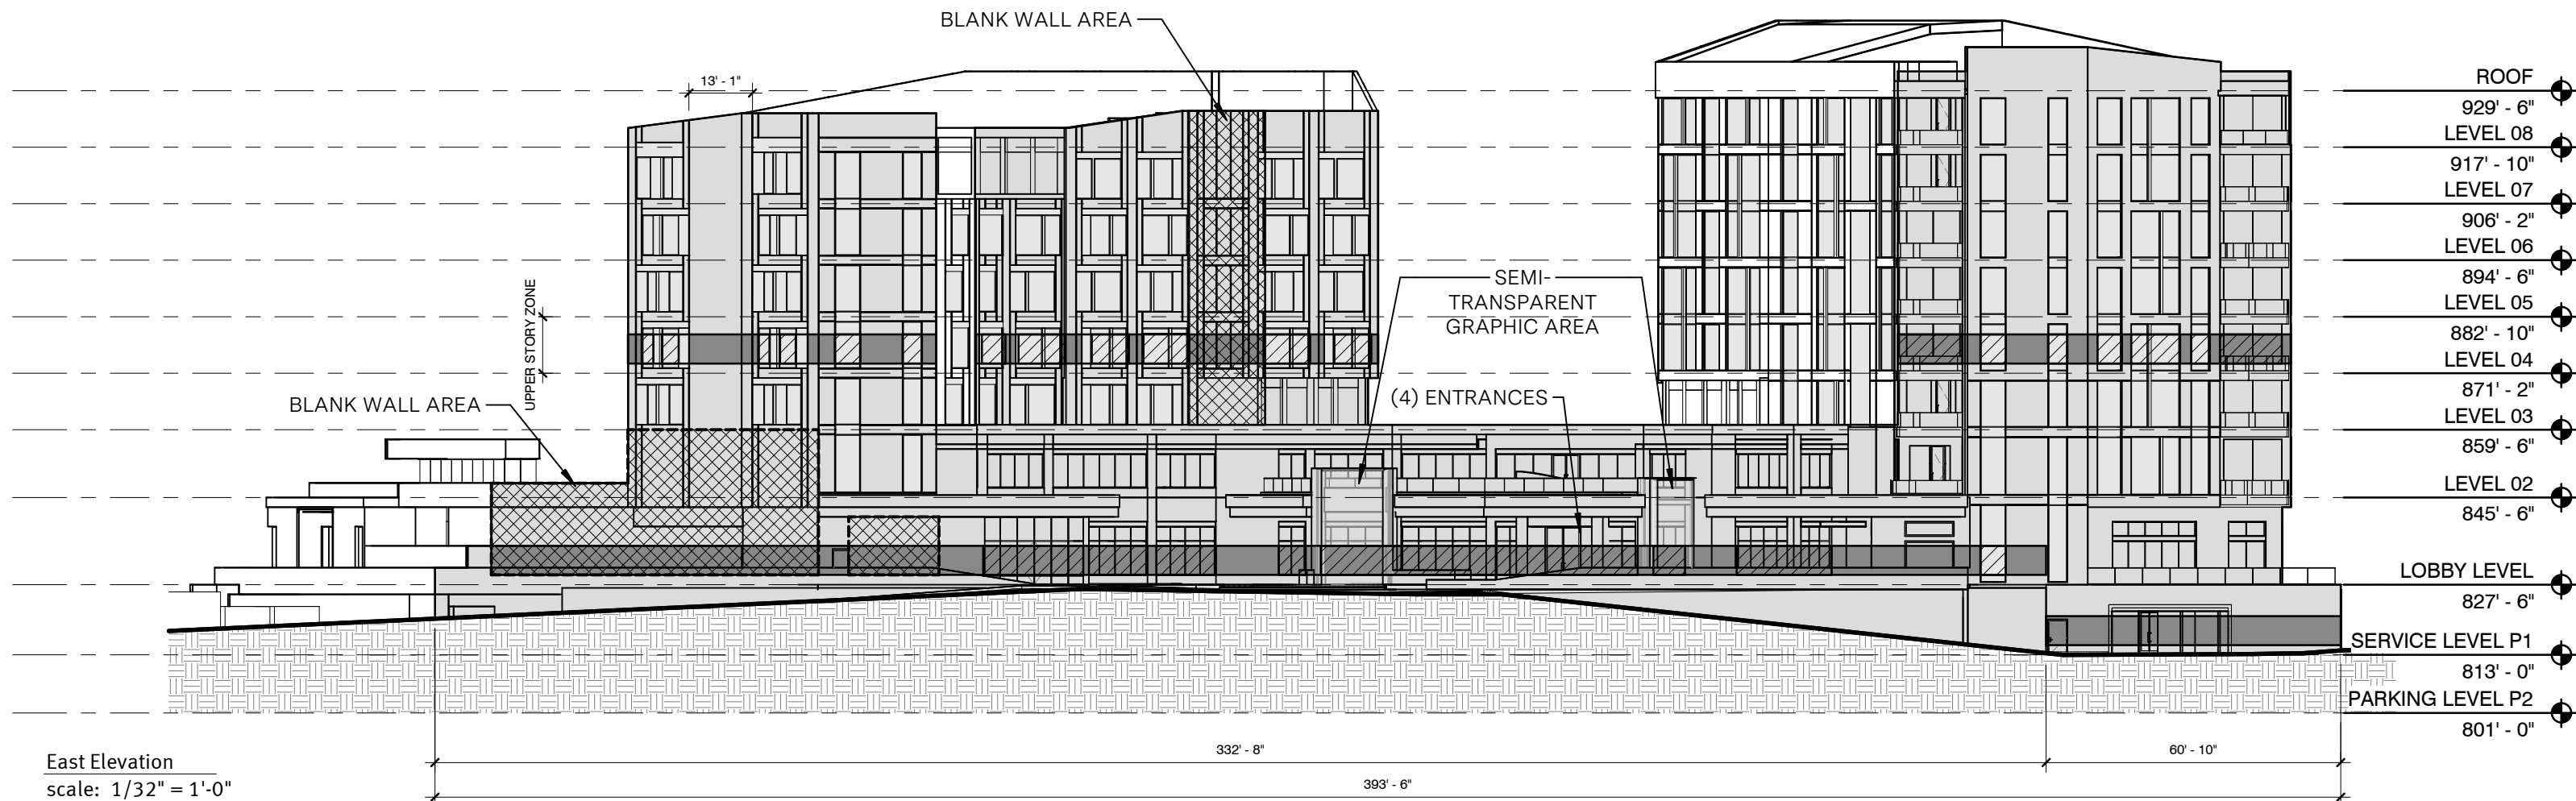 BLANK WALL AREA
13' - 1"
ROOF
929' - 6"
LEVEL 08
917' - 10"
LEVEL 07
906' - 2"
LEVEL 06
894' - 6"
LEVEL 05
882' - 10"
LEVEL 04
871' - 2"
LEVEL 03
859' - 6"
LEVEL 02
845' - 6"
LOBBY LEVEL
827' - 6"
SERVICE LEVEL P1
813' - 0"
PARKING LEVEL P2
801' - 0"
SEMI-
TRANSPARENT
GRAPHIC AREA
(4) ENTRANCES
UPPER STORY ZONE
BLANK WALL AREA
332' - 8"
60' - 10"
393' - 6"
East Elevation
scale: 1/32" = 1'-0"